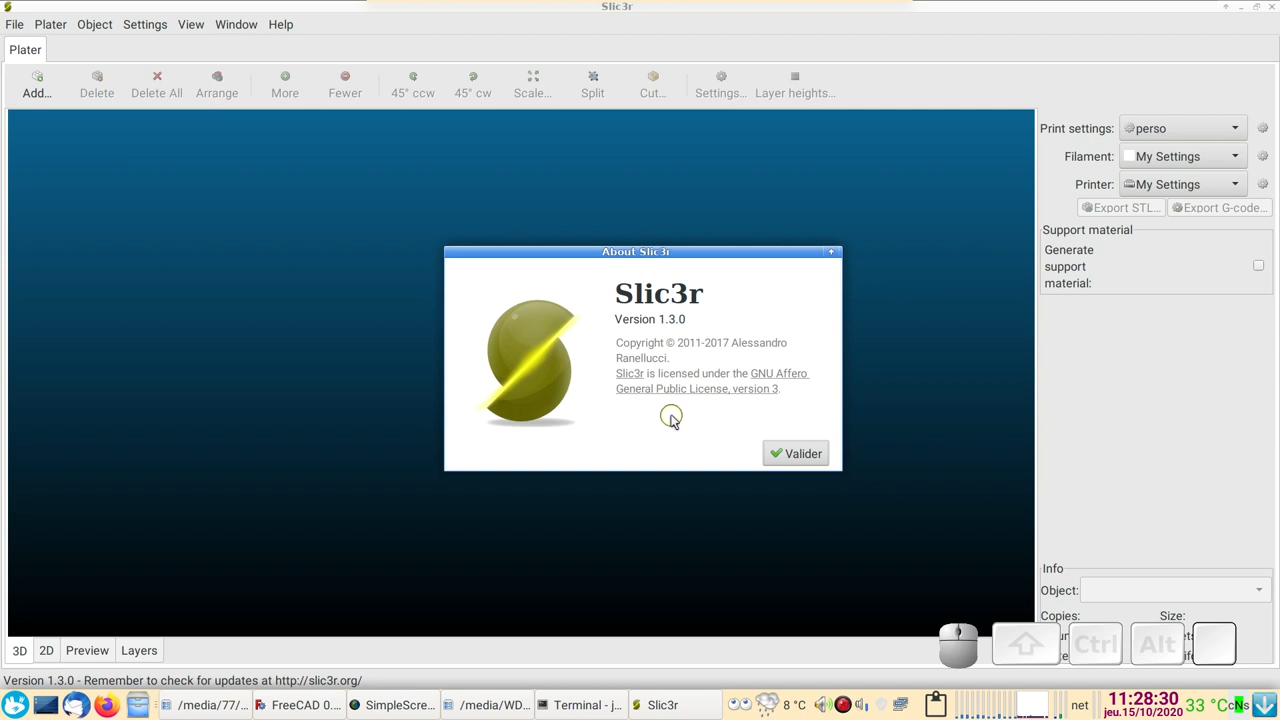 Slic3r
File Plater Object Settings View Window Help
Plater
Add... Delete Delete All Arrange More Fewer 45° ccw 45° cw Scale... Split Cut... Settings... Layer heights...
Print settings: perso
Filament: My Settings
Printer: My Settings
Export STL... Export G-code...
Support material
Generate
support
material:
About Slic3r
Slic3r
Version 1.3.0
Copyright © 2011-2017 Alessandro
Ranellucci.
Slic3r is licensed under the GNU Affero
General Public License, version 3.
Valider
Info
Object:
Copies: Size:
Ctrl Alt
3D 2D Preview Layers
Version 1.3.0 - Remember to check for updates at http://slic3r.org/
/media/77/... FreeCAD 0... SimpleScre... /media/WD... Terminal - j... Slic3r 8 °C net 11:28:30 33 °C cNs
jeu.15/10/2020